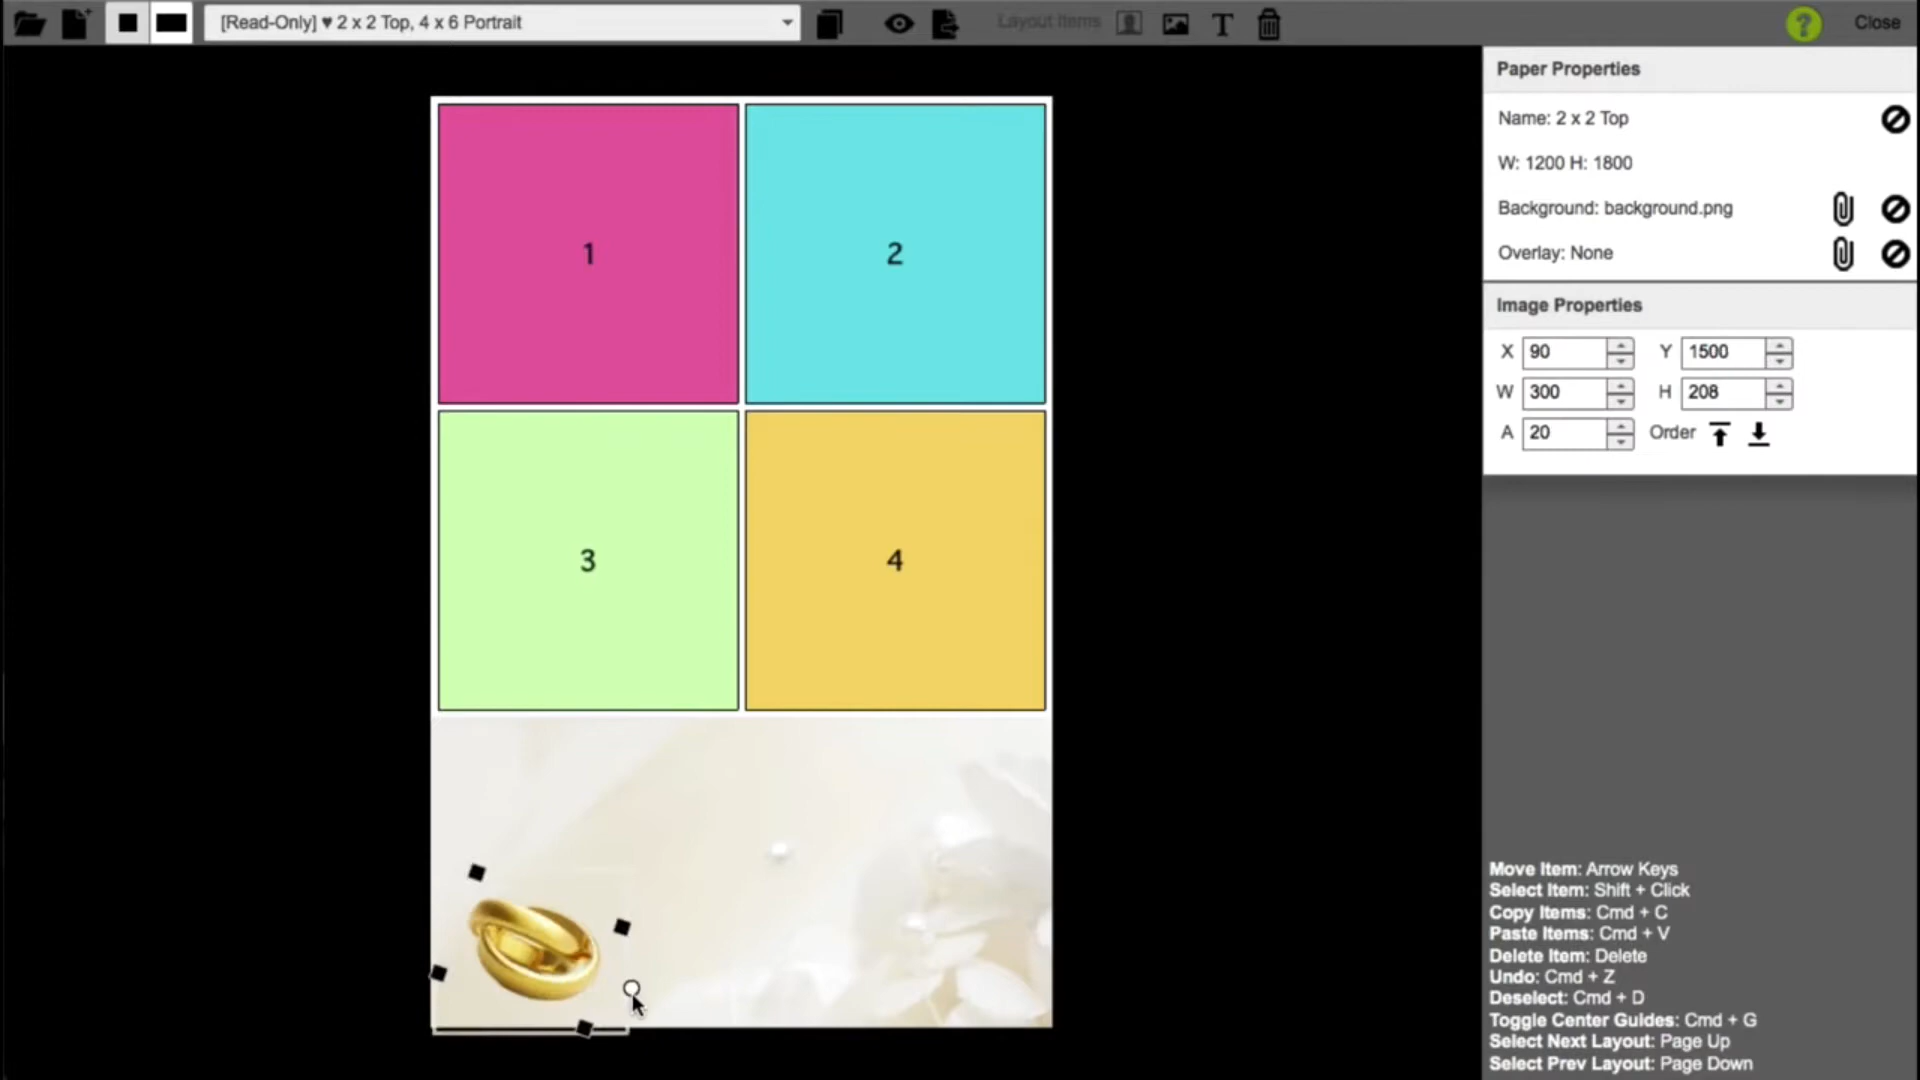 [Read-Only] ♥ 2 x 2 Top, 4 x 6 Portrait
Layout Items
T
?
Close
Paper Properties
Name: 2 x 2 Top
W: 1200 H: 1800
Background: background.png
Overlay: None
Image Properties
X 90 Y 1500
W 300 H 208
A 20 Order
1
2
3
4
Move Item: Arrow Keys
Select Item: Shift + Click
Copy Items: Cmd + C
Paste Items: Cmd + V
Delete Item: Delete
Undo: Cmd + Z
Deselect: Cmd + D
Toggle Center Guides: Cmd + G
Select Next Layout: Page Up
Select Prev Layout: Page Down